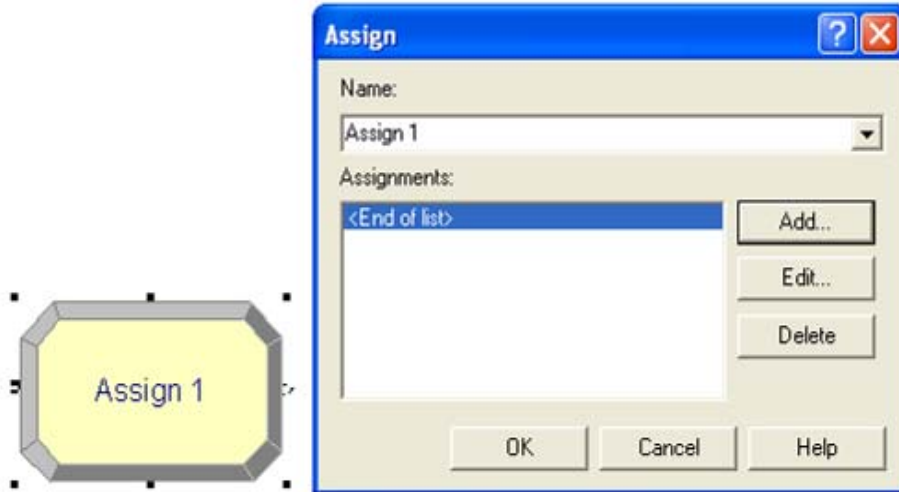 Assign
Name:
Assign 1
Assignments:
<End of list>
Add...
Edit...
Delete
OK
Cancel
Help
Assign 1